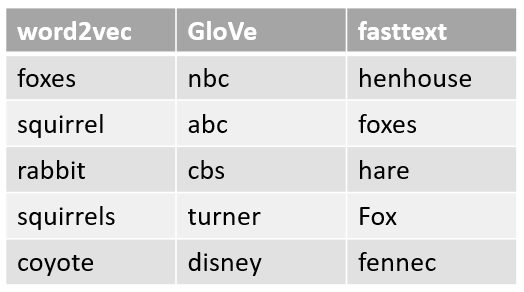 word2vec GloVe fasttext
foxes nbc henhouse
squirrel abc foxes
rabbit cbs hare
squirrels turner Fox
coyote disney fennec